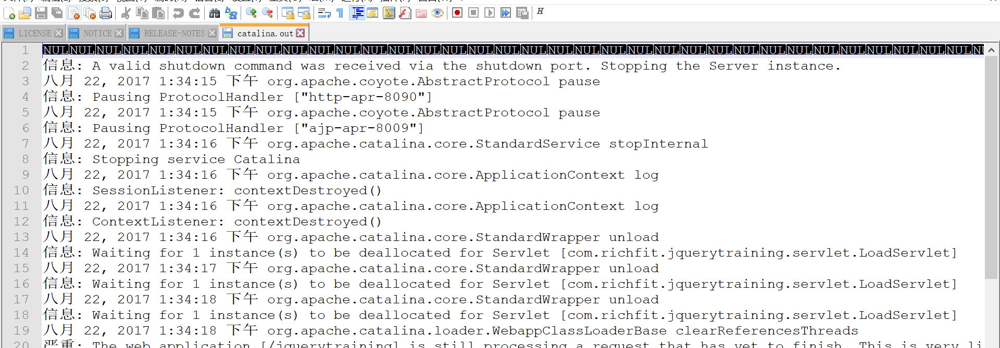 LICENSE NOTICE RELEASE-NOTES catalina.out
1 NULNULNULNULNULNULNULNULNULNULNULNULNULNULNULNULNULNULNULNULNULNULNULNULNULNULNULNULNULNULNULNULNULNULNULNU
2 信息: A valid shutdown command was received via the shutdown port. Stopping the Server instance.
3 八月 22, 2017 1:34:15 下午 org.apache.coyote.AbstractProtocol pause
4 信息: Pausing ProtocolHandler ["http-apr-8090"]
5 八月 22, 2017 1:34:15 下午 org.apache.coyote.AbstractProtocol pause
6 信息: Pausing ProtocolHandler ["ajp-apr-8009"]
7 八月 22, 2017 1:34:16 下午 org.apache.catalina.core.StandardService stopInternal
8 信息: Stopping service Catalina
9 八月 22, 2017 1:34:16 下午 org.apache.catalina.core.ApplicationContext log
10 信息: SessionListener: contextDestroyed()
11 八月 22, 2017 1:34:16 下午 org.apache.catalina.core.ApplicationContext log
12 信息: ContextListener: contextDestroyed()
13 八月 22, 2017 1:34:16 下午 org.apache.catalina.core.StandardWrapper unload
14 信息: Waiting for 1 instance(s) to be deallocated for Servlet [com.richfit.jquerytraining.servlet.LoadServlet]
15 八月 22, 2017 1:34:17 下午 org.apache.catalina.core.StandardWrapper unload
16 信息: Waiting for 1 instance(s) to be deallocated for Servlet [com.richfit.jquerytraining.servlet.LoadServlet]
17 八月 22, 2017 1:34:18 下午 org.apache.catalina.core.StandardWrapper unload
18 信息: Waiting for 1 instance(s) to be deallocated for Servlet [com.richfit.jquerytraining.servlet.LoadServlet]
19 八月 22, 2017 1:34:18 下午 org.apache.catalina.loader.WebappClassLoaderBase clearReferencesThreads
20 严重: The web application [/jquerytraining] is still processing a request that has yet to finish. This is very li